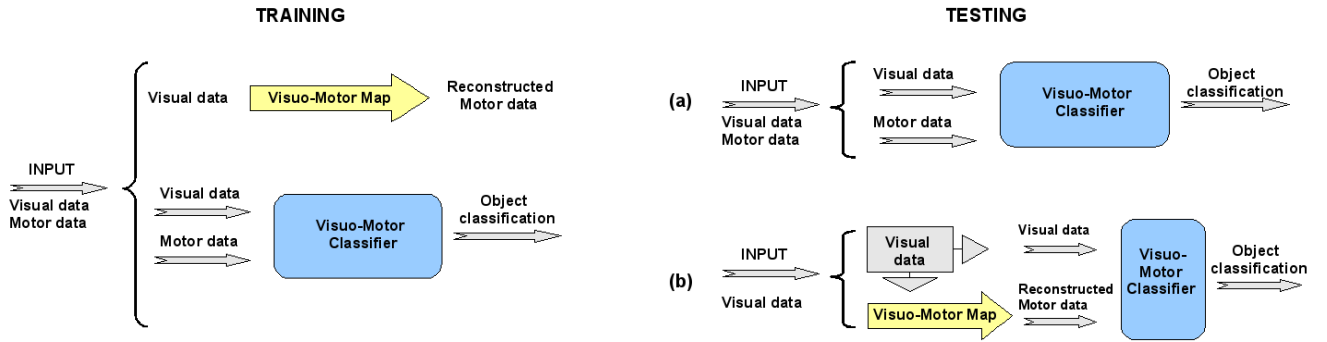 TRAINING
INPUT
Visual data
Motor data
Visual data
Visuo-Motor Map
Reconstructed
Motor data
Visual data
Motor data
Visuo-Motor
Classifier
Object
classification
TESTING
(a)
INPUT
Visual data
Motor data
Visual data
Motor data
Visuo-Motor
Classifier
Object
classification
(b)
INPUT
Visual data
Visual
data
Visuo-Motor Map
Visual data
Reconstructed
Motor data
Visuo-
Motor
Classifier
Object
classification